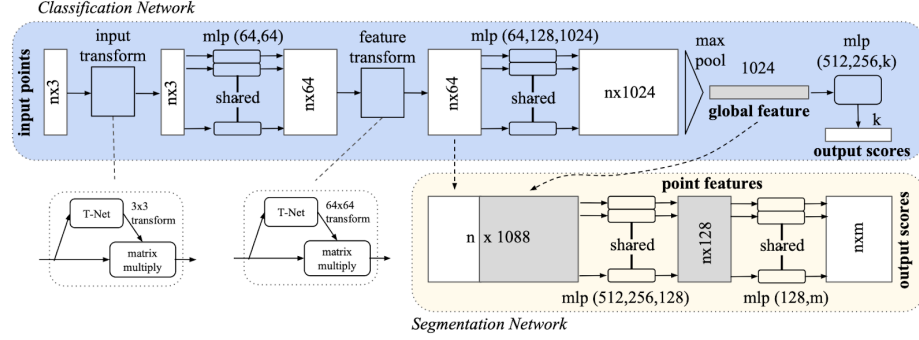 Classification Network
input points
nx3
input
transform
nx3
mlp (64,64)
shared
nx64
feature
transform
nx64
mlp (64,128,1024)
shared
nx1024
max
pool
1024
global feature
mlp
(512,256,k)
k
output scores
T-Net
3x3
transform
matrix
multiply
T-Net
64x64
transform
matrix
multiply
point features
n x 1088
shared
mlp (512,256,128)
nx128
shared
mlp (128,m)
nxm
output scores
Segmentation Network